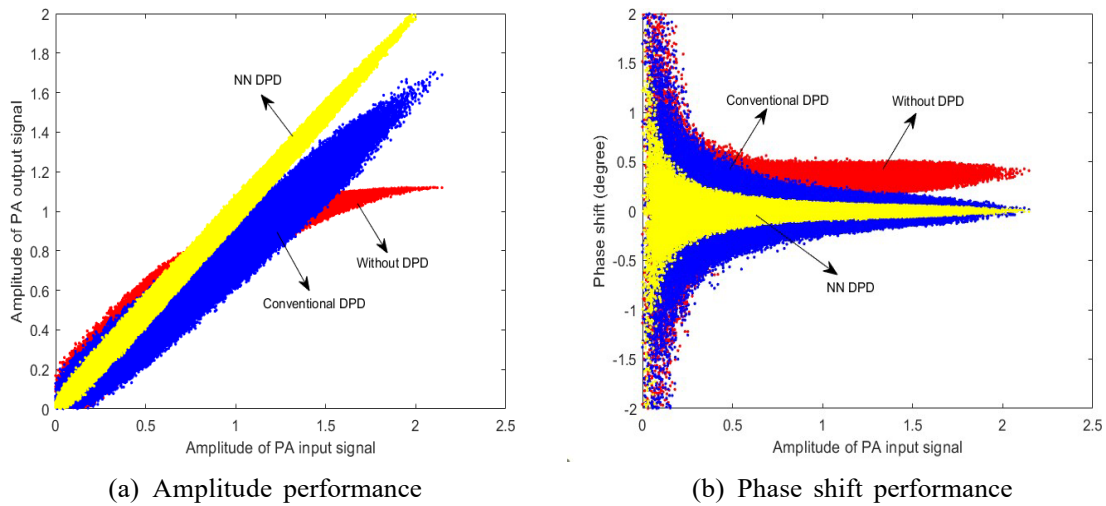 2
1.8
1.6
1.4
1.2
1
0.8
0.6
0.4
0.2
0
Amplitude of PA output signal
NN DPD
Without DPD
Conventional DPD
0 0.5 1 1.5 2 2.5
Amplitude of PA input signal
(a) Amplitude performance
2
1.5
1
0.5
0
-0.5
-1
-1.5
-2
Phase shift (degree)
Conventional DPD
Without DPD
NN DPD
0 0.5 1 1.5 2 2.5
Amplitude of PA input signal
(b) Phase shift performance